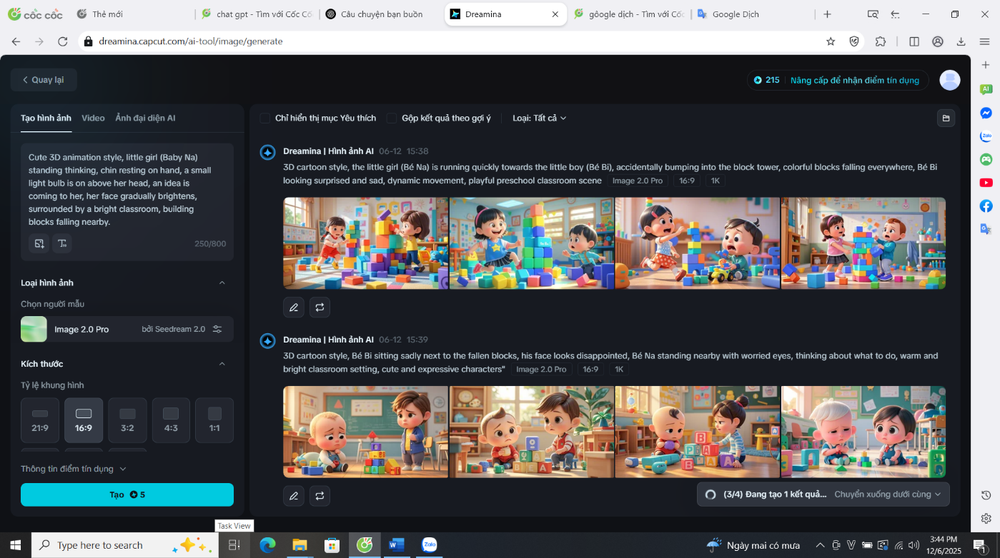 cốc cốc
Thẻ mới
chat gpt - Tìm với Cốc Cốc
Câu chuyện bạn buồn
Dreamina
gôogle dịch - Tìm với Cốc
Google Dịch
dreamina.capcut.com/ai-tool/image/generate
Quay lại
215
Nâng cấp để nhận điểm tín dụng
Tạo hình ảnh
Video
Ảnh đại diện AI
Cute 3D animation style, little girl (Baby Na)
standing thinking, chin resting on hand, a small
light bulb is on above her head, an idea is
coming to her, her face gradually brightens,
surrounded by a bright classroom, building
blocks falling nearby.
250/800
Loại hình ảnh
Chọn người mẫu
Image 2.0 Pro
bởi Seedream 2.0
Kích thước
Tỷ lệ khung hình
21:9
16:9
3:2
4:3
1:1
Thông tin điểm tín dụng
Tạo 5
Chỉ hiển thị mục Yêu thích
Gộp kết quả theo gợi ý
Loại: Tất cả
Dreamina | Hình ảnh AI 06-12 15:38
3D cartoon style, the little girl (Bé Na) is running quickly towards the little boy (Bé Bi), accidentally bumping into the block tower, colorful blocks falling everywhere, Bé Bi
looking surprised and sad, dynamic movement, playful preschool classroom scene Image 2.0 Pro 16:9 1K
Dreamina | Hình ảnh AI 06-12 15:39
3D cartoon style, Bé Bi sitting sadly next to the fallen blocks, his face looks disappointed, Bé Na standing nearby with worried eyes, thinking about what to do, warm and
bright classroom setting, cute and expressive characters" Image 2.0 Pro 16:9 1K
(3/4) Đang tạo 1 kết quả... Chuyển xuống dưới cùng
AI
Zalo
Task View
Type here to search
Zalo
Ngày mai có mưa
3:44 PM
12/6/2025
1